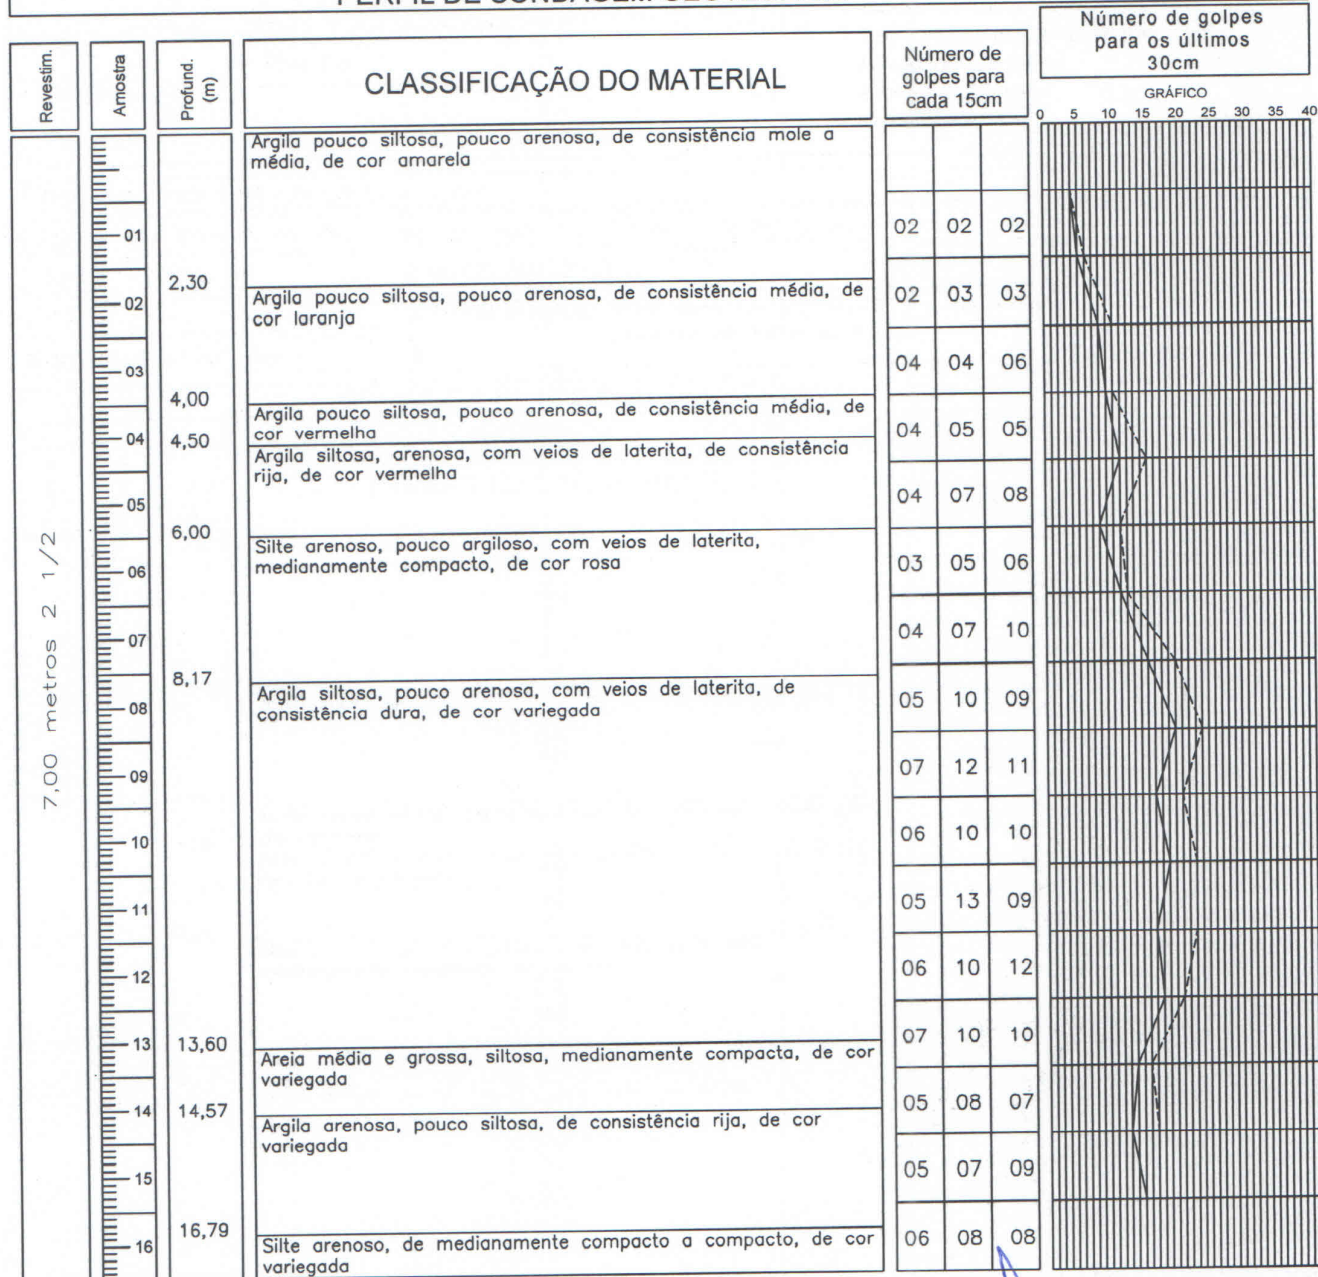 Número de golpes
para os últimos
30cm
Revestim.
Amostra
Profund.
(m)
CLASSIFICAÇÃO DO MATERIAL
Número de
golpes para
cada 15cm
GRÁFICO
0 5 10 15 20 25 30 35 40
Argila pouco siltosa, pouco arenosa, de consistência mole a
média, de cor amarela
01
02 02 02
2,30
Argila pouco siltosa, pouco arenosa, de consistência média, de
cor laranja
02
02 03 03
03
04 04 06
4,00
Argila pouco siltosa, pouco arenosa, de consistência média, de
cor vermelha
04
04 05 05
4,50
Argila siltosa, arenosa, com veios de laterita, de consistência
rija, de cor vermelha
05
04 07 08
6,00
Silte arenoso, pouco argiloso, com veios de laterita,
medianamente compacto, de cor rosa
06
03 05 06
07
04 07 10
8,17
Argila siltosa, pouco arenosa, com veios de laterita, de
consistência dura, de cor variegada
08
05 10 09
7,00 metros 2 1/2
09
07 12 11
10
06 10 10
11
05 13 09
12
06 10 12
13
07 10 10
13,60
Areia média e grossa, siltosa, medianamente compacta, de cor
variegada
14
05 08 07
14,57
Argila arenosa, pouco siltosa, de consistência rija, de cor
variegada
15
05 07 09
16,79
Silte arenoso, de medianamente compacto a compacto, de cor
variegada
16
06 08 08